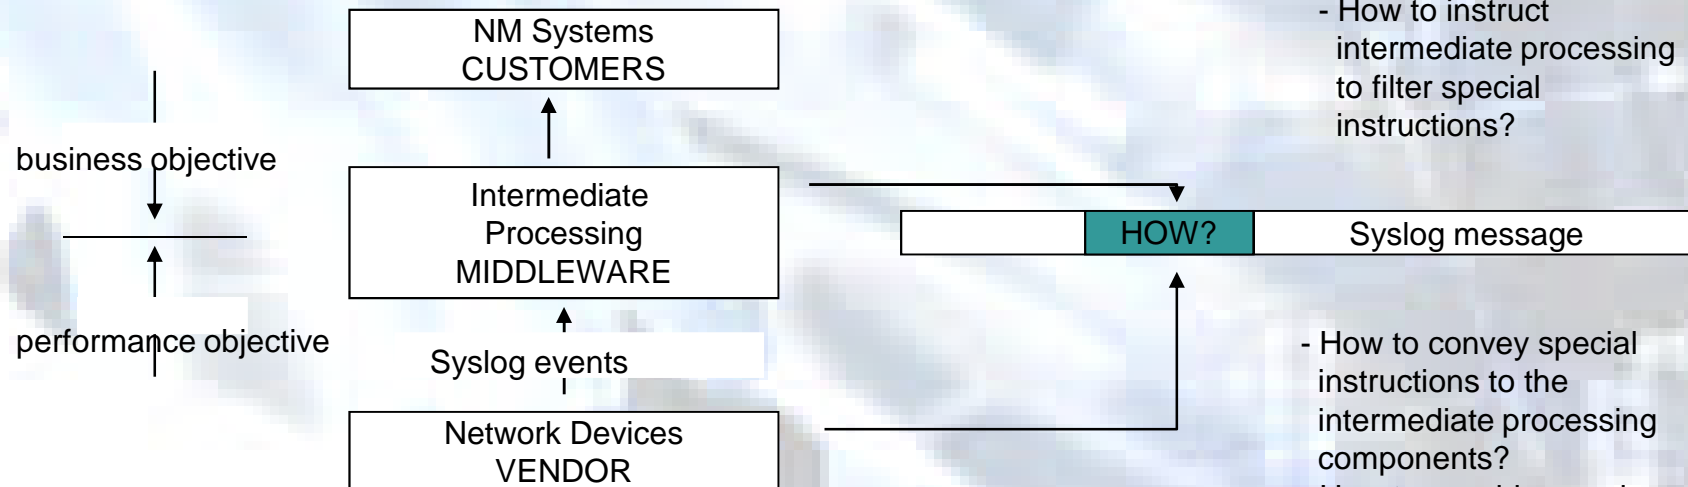 NM Systems
CUSTOMERS
business objective
performance objective
Intermediate
Processing
MIDDLEWARE
Syslog events
Network Devices
VENDOR
HOW?
Syslog message
- How to instruct
intermediate processing
to filter special
instructions?
- How to convey special
instructions to the
intermediate processing
components?